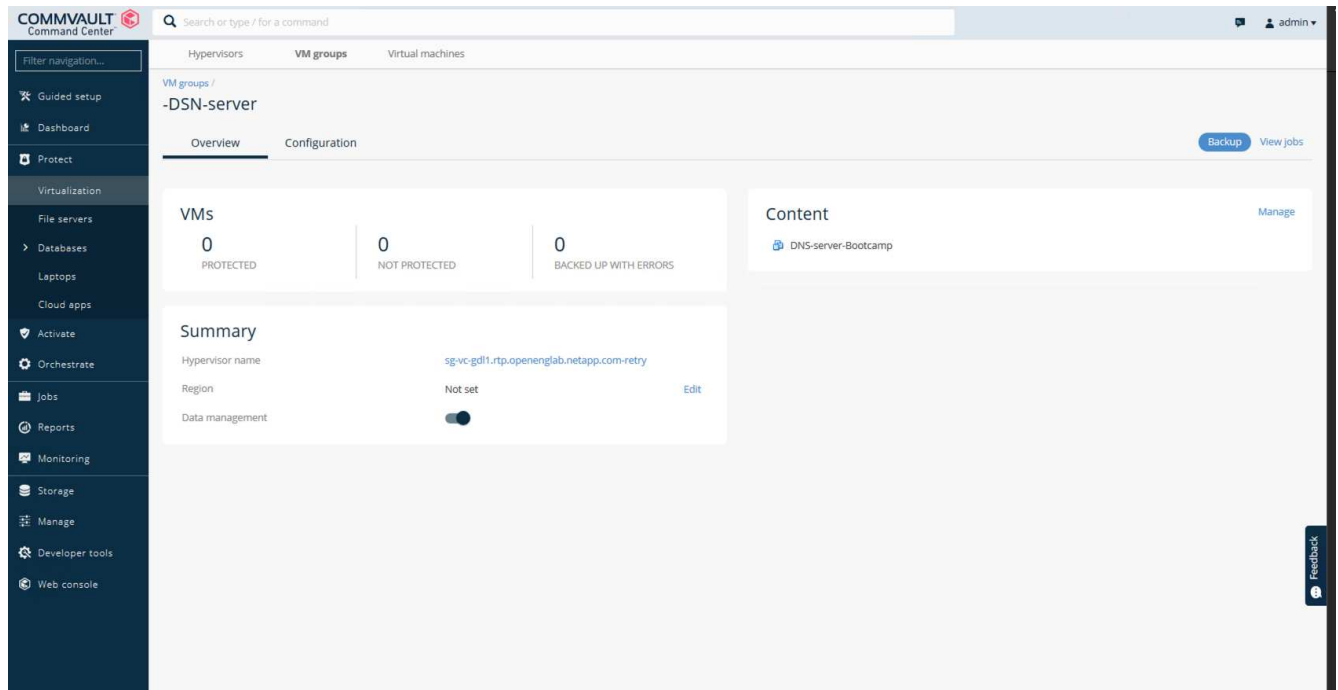 COMMVAULT
Command Center™
Search or type / for a command
admin
Filter navigation...
Guided setup
Dashboard
Protect
Virtualization
File servers
Databases
Laptops
Cloud apps
Activate
Orchestrate
Jobs
Reports
Monitoring
Storage
Manage
Developer tools
Web console
Hypervisors VM groups Virtual machines
VM groups /
-DSN-server
Overview Configuration
Backup View jobs
VMs
0 0 0
PROTECTED NOT PROTECTED BACKED UP WITH ERRORS
Summary
Hypervisor name sg-vc-gdl1.rtp.openenglab.netapp.com-retry
Region Not set Edit
Data management
Content Manage
DNS-server-Bootcamp
Feedback